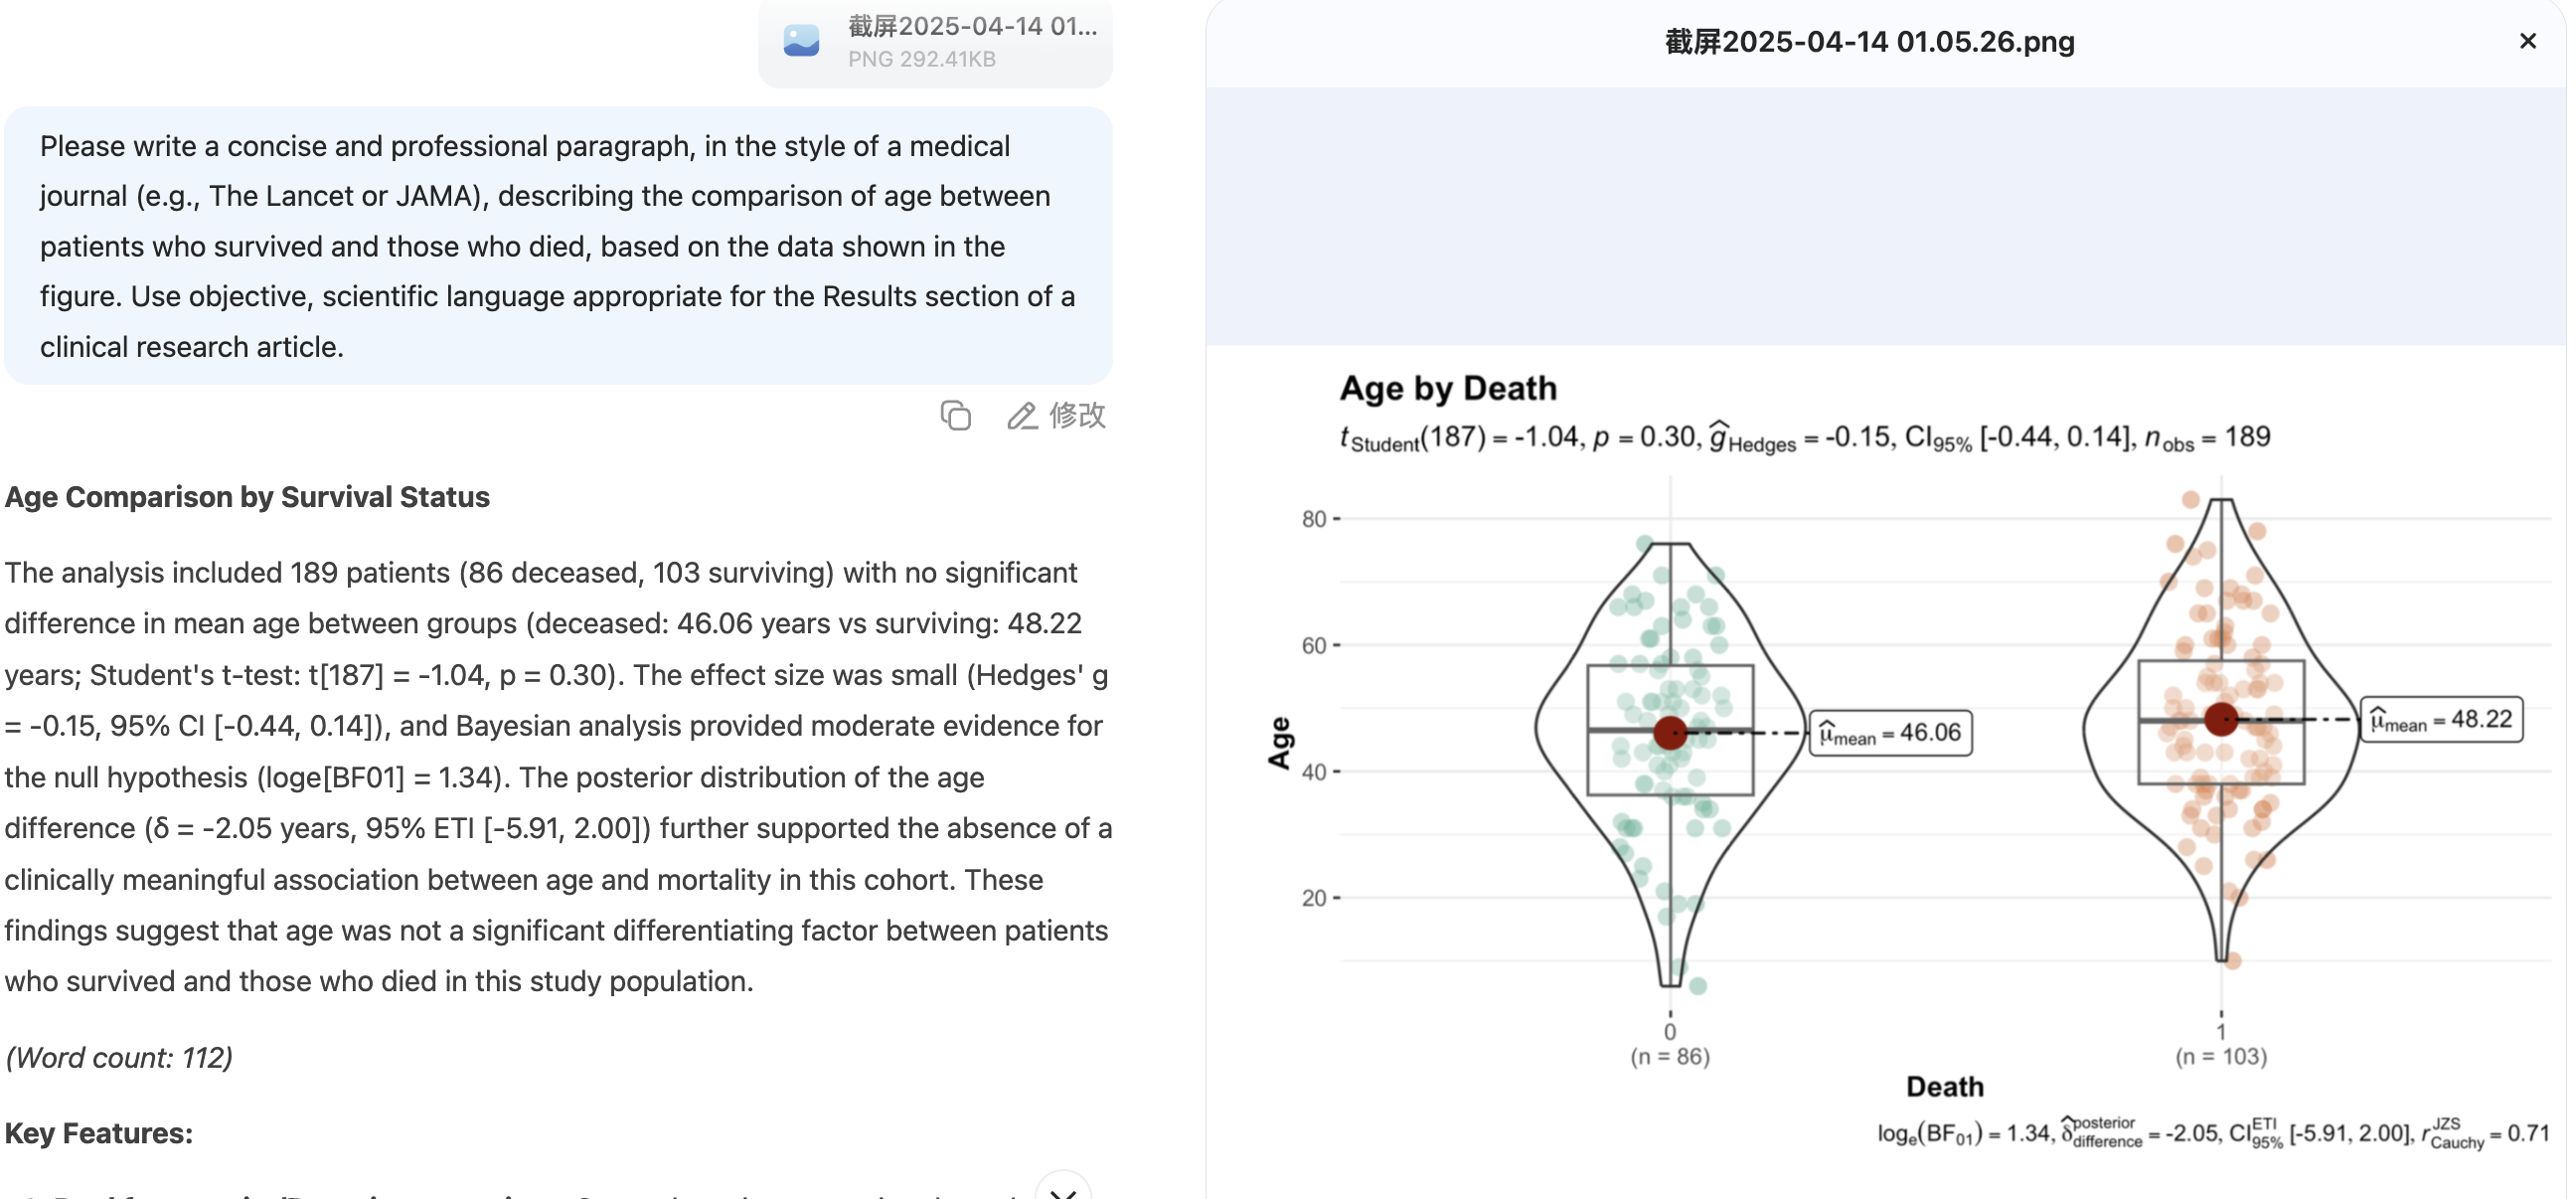 截屏2025-04-14 01...
PNG 292.41KB
Please write a concise and professional paragraph, in the style of a medical
journal (e.g., The Lancet or JAMA), describing the comparison of age between
patients who survived and those who died, based on the data shown in the
figure. Use objective, scientific language appropriate for the Results section of a
clinical research article.
修改
Age Comparison by Survival Status
The analysis included 189 patients (86 deceased, 103 surviving) with no significant
difference in mean age between groups (deceased: 46.06 years vs surviving: 48.22
years; Student's t-test: t[187] = -1.04, p = 0.30). The effect size was small (Hedges' g
= -0.15, 95% CI [-0.44, 0.14]), and Bayesian analysis provided moderate evidence for
the null hypothesis (loge[BF01] = 1.34). The posterior distribution of the age
difference (δ = -2.05 years, 95% ETI [-5.91, 2.00]) further supported the absence of a
clinically meaningful association between age and mortality in this cohort. These
findings suggest that age was not a significant differentiating factor between patients
who survived and those who died in this study population.
(Word count: 112)
Key Features:
截屏2025-04-14 01.05.26.png
Age by Death
t Student(187) = -1.04, p = 0.30, ĝ Hedges = -0.15, CI 95% [-0.44, 0.14], n obs = 189
80
60
40
20
Age
μ̂ mean = 46.06
μ̂ mean = 48.22
0
(n = 86)
1
(n = 103)
Death
log e(BF 01) = 1.34, δ̂ posterior difference = -2.05, CI ETI 95% [-5.91, 2.00], r JZS Cauchy = 0.71